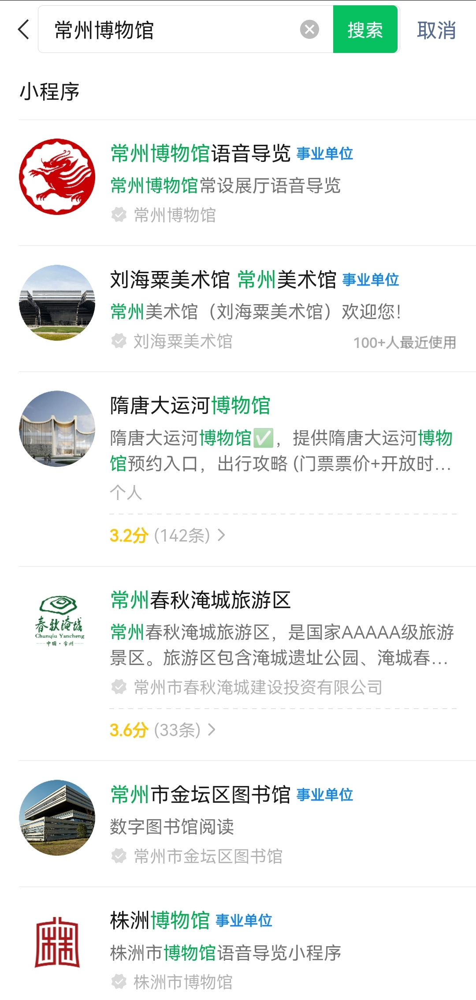 常州博物馆
搜索
取消
小程序
常州博物馆语音导览 事业单位
常州博物馆常设展厅语音导览
常州博物馆
刘海粟美术馆 常州美术馆 事业单位
常州美术馆（刘海粟美术馆）欢迎您！
刘海粟美术馆
100+人最近使用
隋唐大运河博物馆
隋唐大运河博物馆✅，提供隋唐大运河博物
馆预约入口，出行攻略 (门票票价+开放时...
个人
3.2分 (142条)
春秋淹城
Chunqiu Yancheng
中国·常州
常州春秋淹城旅游区
常州春秋淹城旅游区，是国家AAAAA级旅游
景区。旅游区包含淹城遗址公园、淹城春...
常州市春秋淹城建设投资有限公司
3.6分 (33条)
常州市金坛区图书馆 事业单位
数字图书馆阅读
常州市金坛区图书馆
株洲博物馆 事业单位
株洲市博物馆语音导览小程序
株洲市博物馆